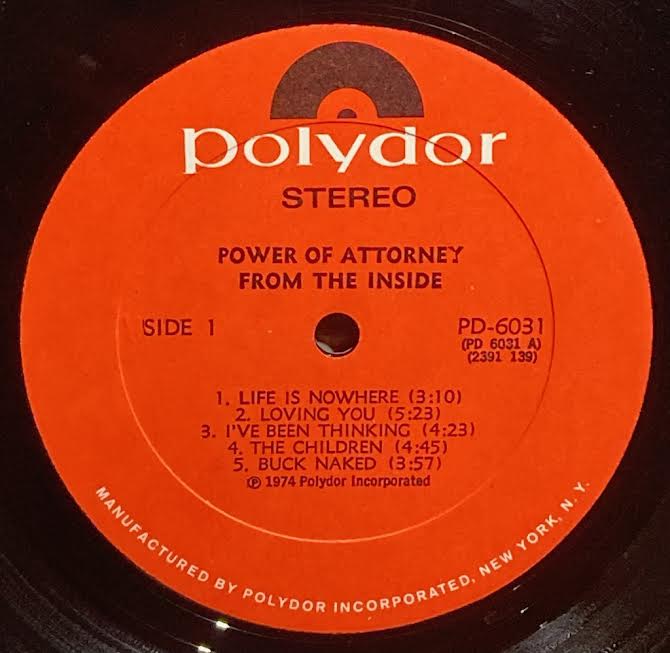 polydor
STEREO
POWER OF ATTORNEY
FROM THE INSIDE
SIDE 1
PD-6031
(PD 6031 A)
(2391 139)
1. LIFE IS NOWHERE (3:10)
2. LOVING YOU (5:23)
3. I'VE BEEN THINKING (4:23)
4. THE CHILDREN (4:45)
5. BUCK NAKED (3:57)
℗ 1974 Polydor Incorporated
MANUFACTURED BY POLYDOR INCORPORATED, NEW YORK, N. Y.